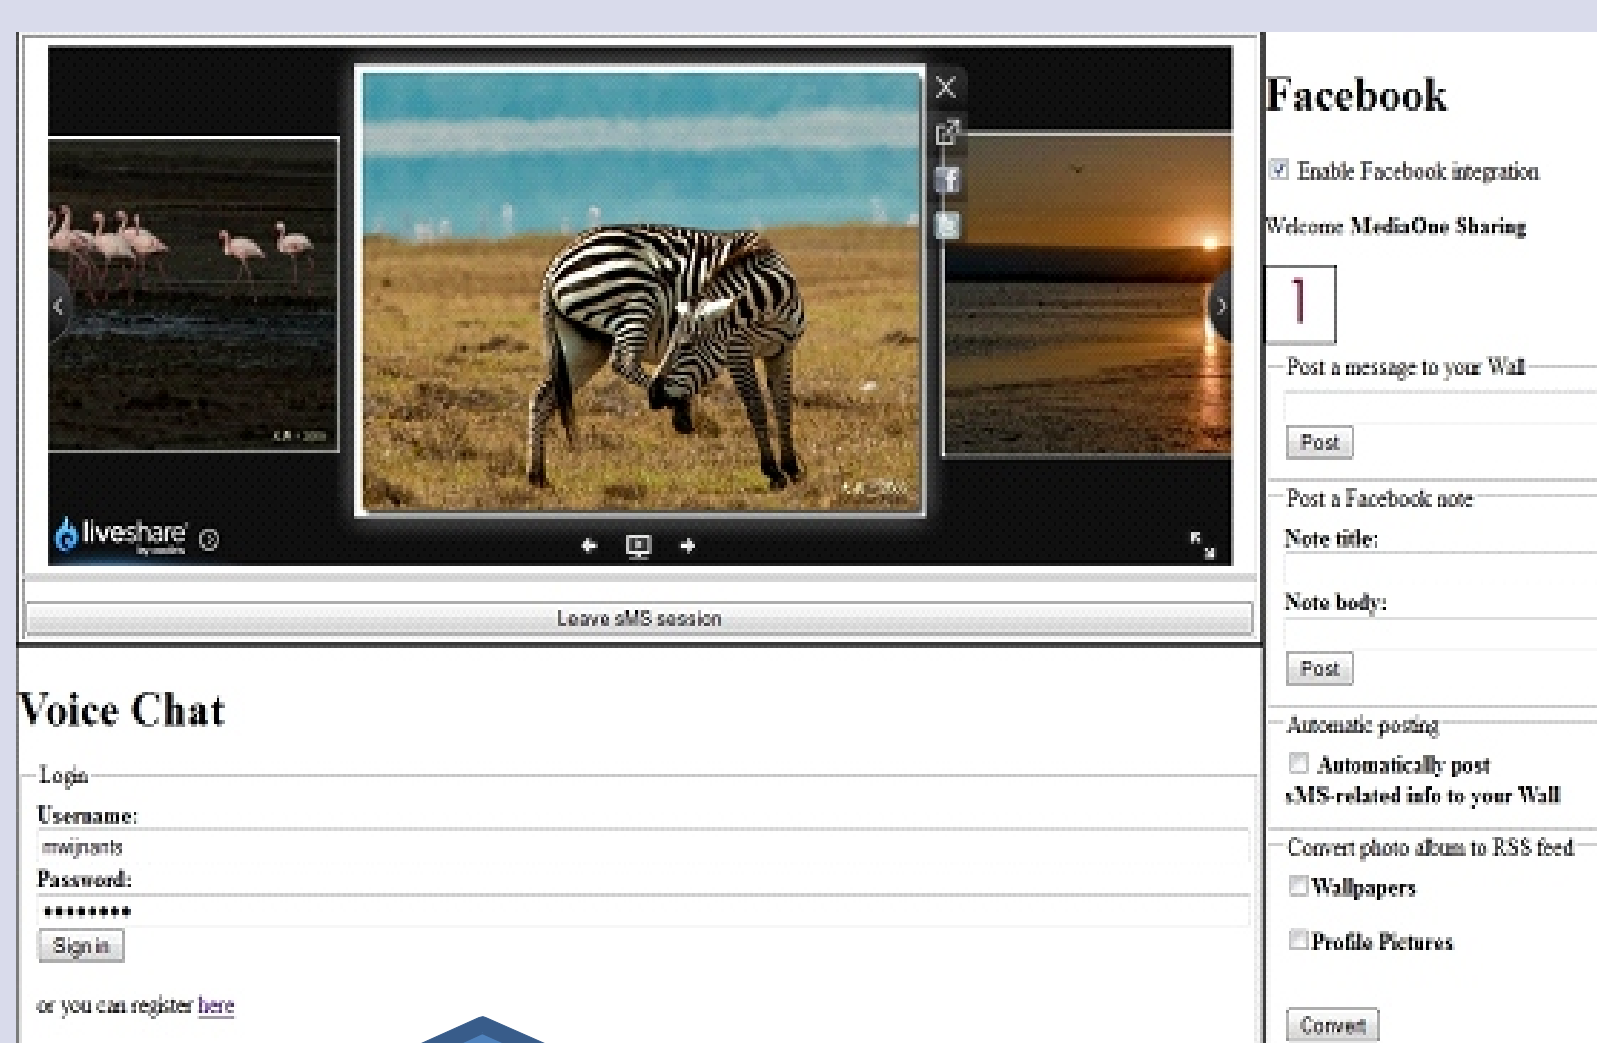 liveshare
Leave sMS session
Voice Chat
Login
Username:
mwijnants
Password:
Sign in
or you can register here
Facebook
Enable Facebook integration
Welcome MediaOne Sharing
1
Post a message to your Wall
Post
Post a Facebook note
Note title:
Note body:
Post
Automatic posting
Automatically post
sMS-related info to your Wall
Convert photo album to RSS feed
Wallpapers
Profile Pictures
Convert